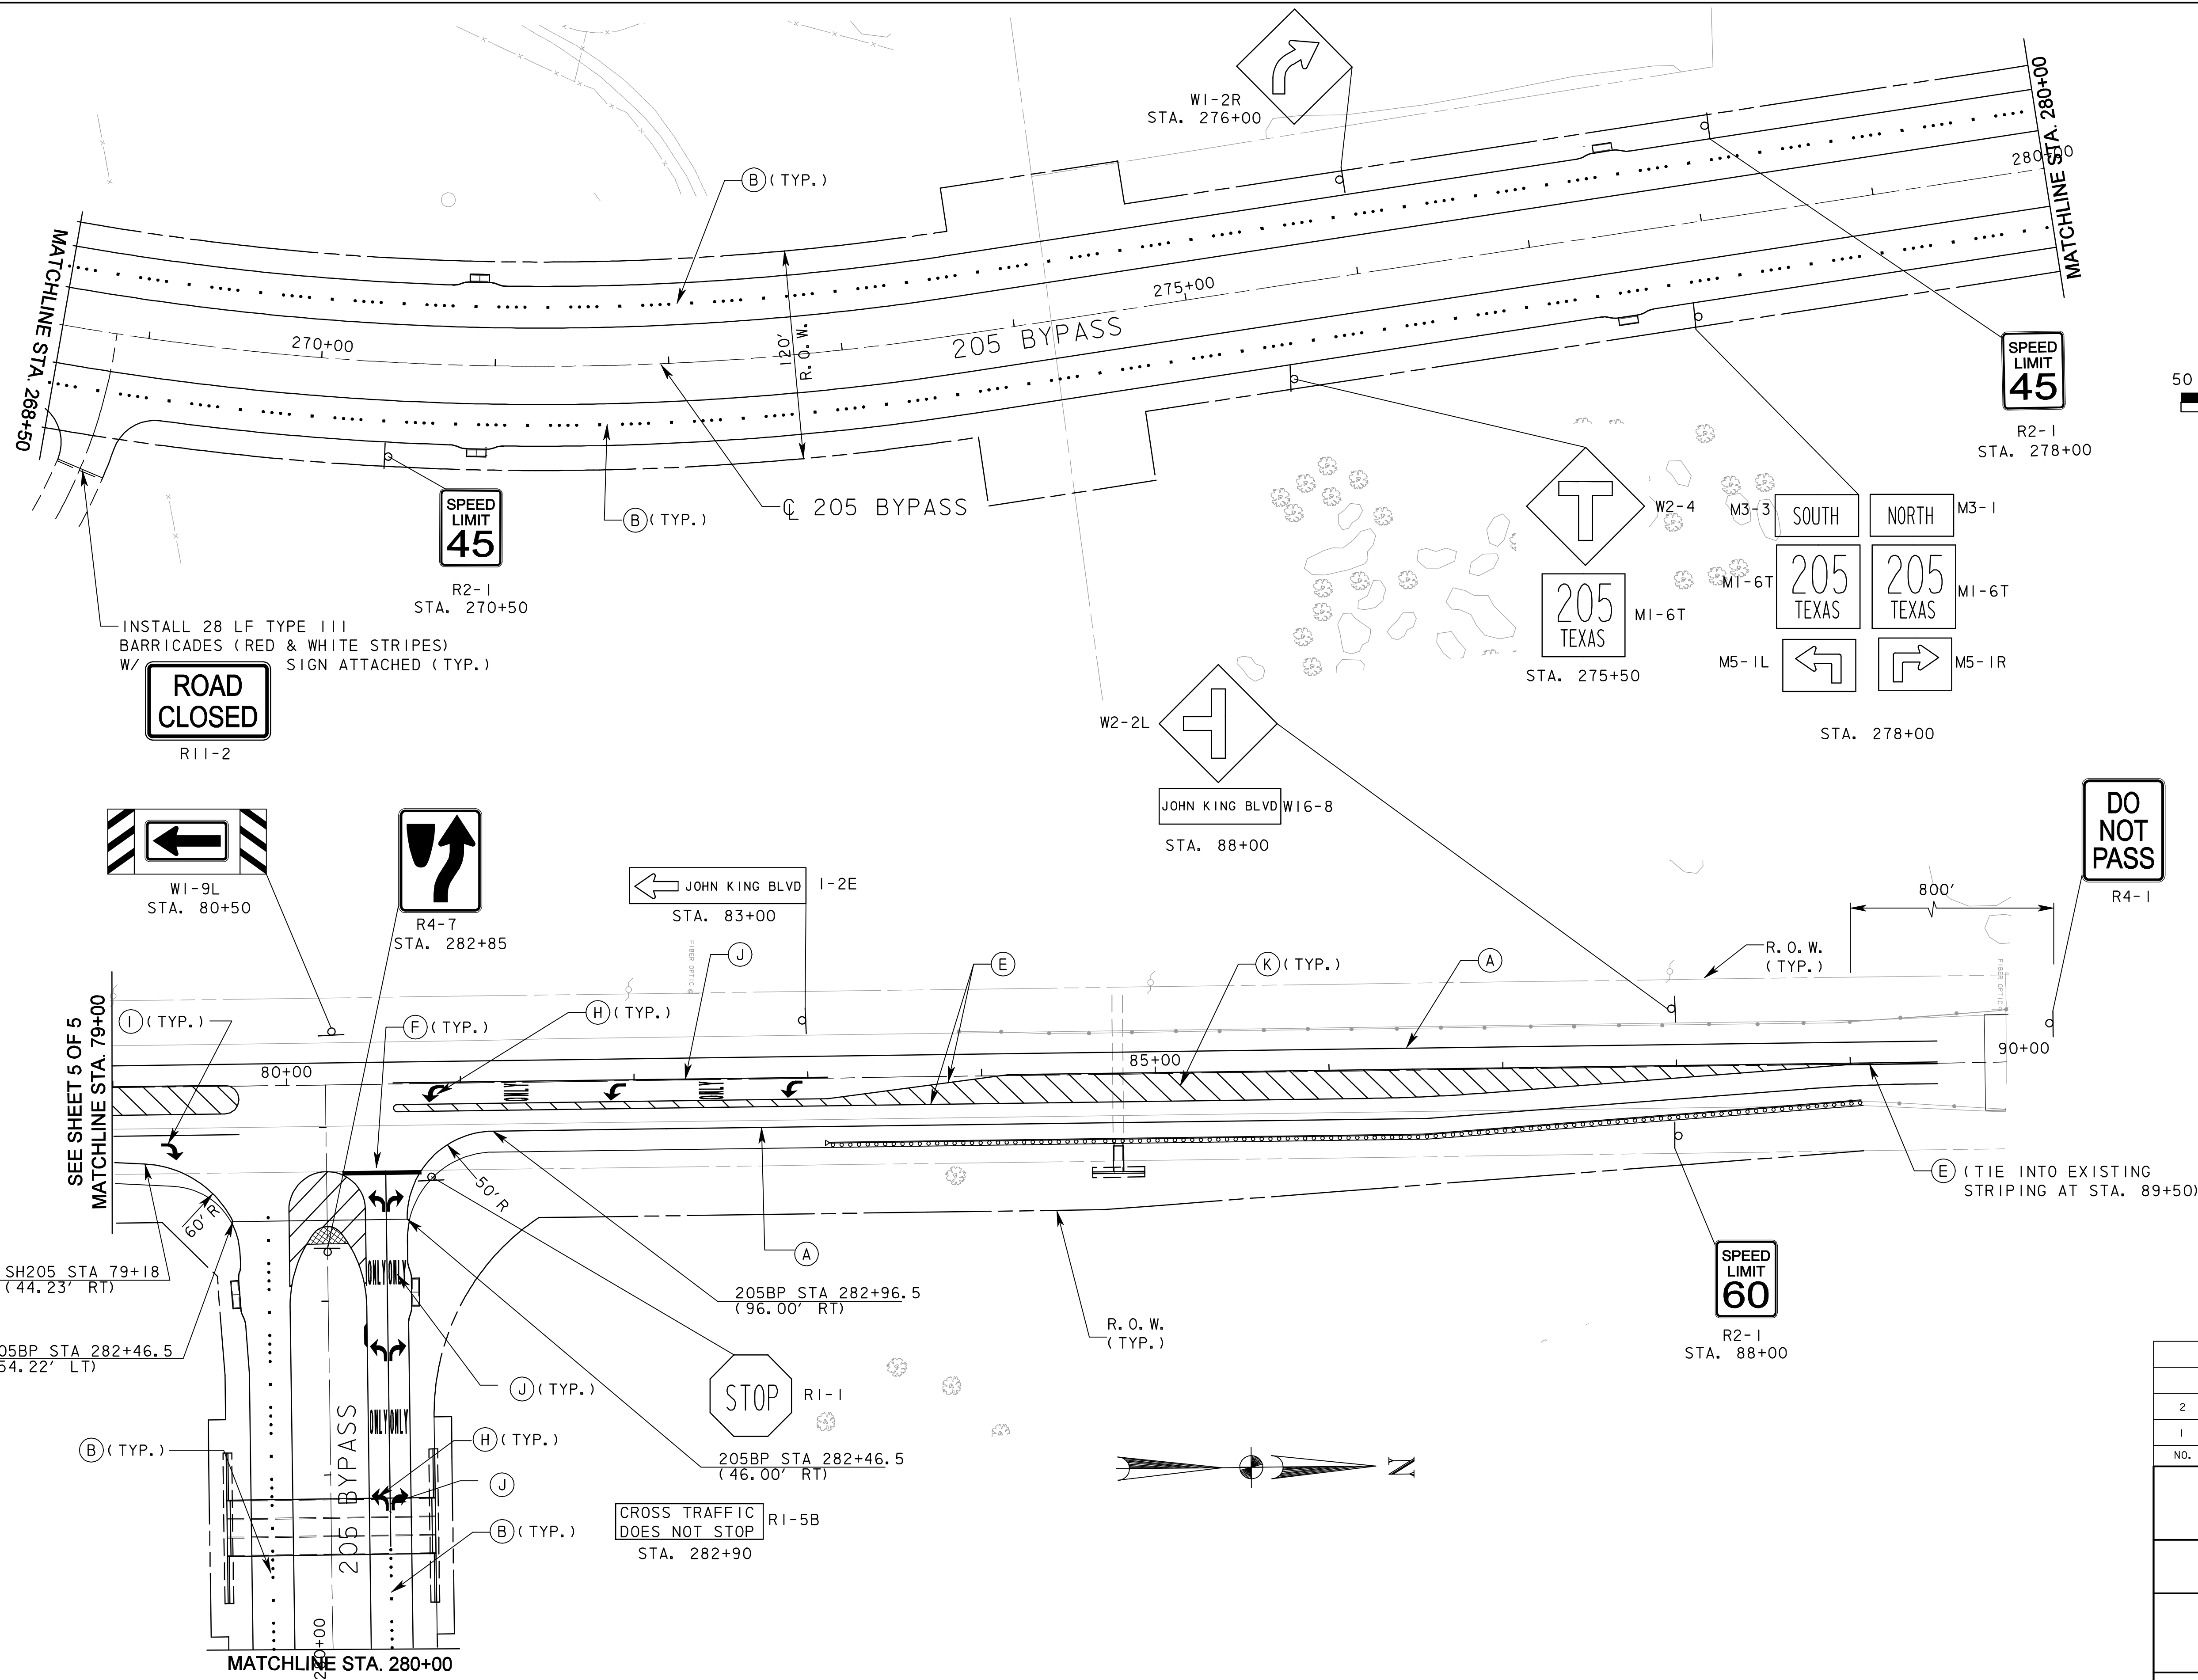 W1-2R
STA. 276+00
MATCHLINE STA. 280+00
280+00
B (TYP.)
MATCHLINE STA. 268+50
270+00
120'
R.O.W.
275+00
205 BYPASS
SPEED
LIMIT
45
R2-1
STA. 278+00
50
℄ 205 BYPASS
B (TYP.)
SPEED
LIMIT
45
R2-1
STA. 270+50
INSTALL 28 LF TYPE III
BARRICADES (RED & WHITE STRIPES)
W/ SIGN ATTACHED (TYP.)
ROAD
CLOSED
R11-2
T
W2-4
205
TEXAS
M1-6T
STA. 275+50
M3-3
SOUTH
NORTH
M3-1
M1-6T
205
TEXAS
205
TEXAS
M1-6T
M5-1L
M5-1R
STA. 278+00
W2-2L
JOHN KING BLVD
W16-8
STA. 88+00
DO
NOT
PASS
R4-1
800'
W1-9L
STA. 80+50
R4-7
STA. 282+85
JOHN KING BLVD
I-2E
STA. 83+00
FIBER OPTIC
J
E
K (TYP.)
A
R.O.W.
(TYP.)
FIBER OPTIC
SEE SHEET 5 OF 5
MATCHLINE STA. 79+00
I (TYP.)
F (TYP.)
H (TYP.)
80+00
85+00
90+00
60' R
50' R
E (TIE INTO EXISTING
STRIPING AT STA. 89+50)
A
SH205 STA 79+18
(44.23' RT)
ONLY ONLY
205BP STA 282+96.5
(96.00' RT)
R.O.W.
(TYP.)
SPEED
LIMIT
60
R2-1
STA. 88+00
05BP STA 282+46.5
54.22' LT)
J (TYP.)
STOP
R1-1
ONLY ONLY
B (TYP.)
H (TYP.)
205BP STA 282+46.5
(46.00' RT)
J
CROSS TRAFFIC
DOES NOT STOP
R1-5B
STA. 282+90
B (TYP.)
205 BYPASS
N
280+00
MATCHLINE STA. 280+00
2
1
NO.